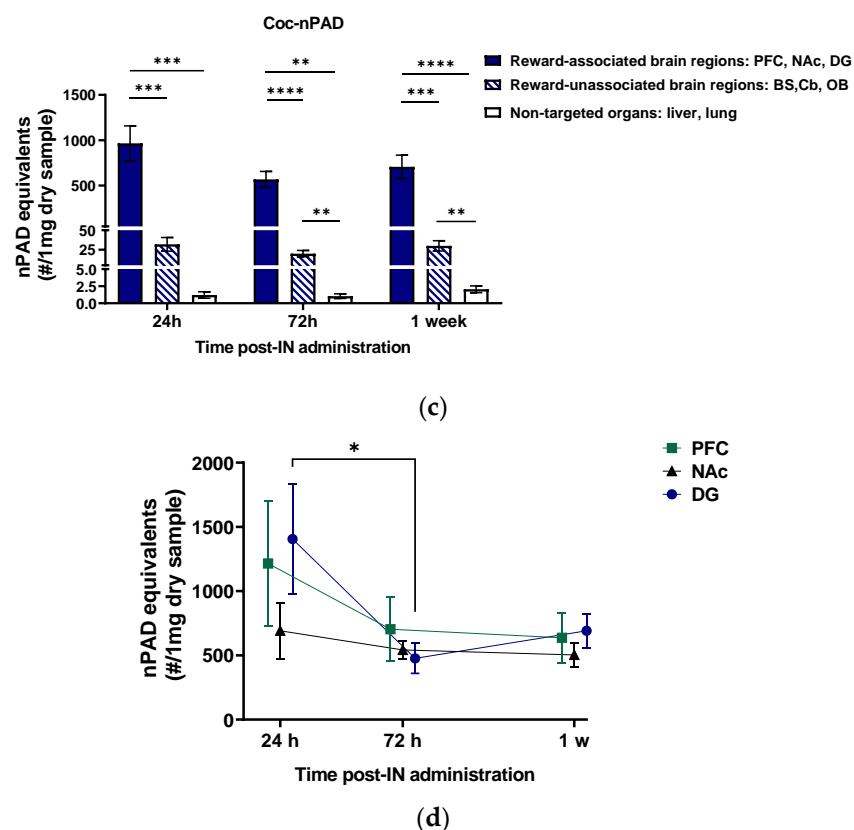 Coc-nPAD
Reward-associated brain regions: PFC, NAc, DG
Reward-unassociated brain regions: BS,Cb, OB
Non-targeted organs: liver, lung
*** ** ****
*** **** ***
** **
nPAD equivalents
(#/1mg dry sample)
1500
1000
500
50
25
5.0
2.5
0.0
24h 72h 1 week
Time post-IN administration
(c)
PFC
NAc
DG
*
nPAD equivalents
(#/1mg dry sample)
2000
1500
1000
500
0
24 h 72 h 1 w
Time post-IN administration
(d)